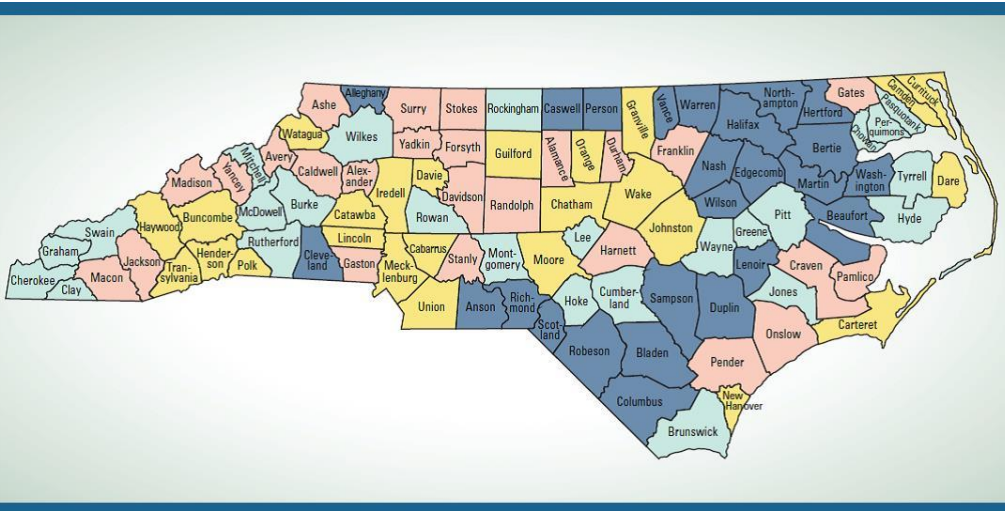 Alleghany
Ashe
Surry
Stokes
Rockingham
Caswell
Person
Granville
Vance
Warren
North-
ampton
Gates
Camden
Currituck
Pasquotank
Per-
quimons
Chowan
Hertford
Halifax
Bertie
Watagua
Wilkes
Yadkin
Forsyth
Guilford
Alamance
Orange
Durham
Franklin
Nash
Edgecomb
Martin
Wash-
ington
Tyrrell
Dare
Mitchell
Avery
Caldwell
Alex-
ander
Iredell
Davie
Davidson
Randolph
Chatham
Wake
Wilson
Madison
Yancey
McDowell
Burke
Catawba
Rowan
Johnston
Greene
Pitt
Beaufort
Hyde
Haywood
Buncombe
Swain
Graham
Cherokee
Clay
Macon
Jackson
Tran-
sylvania
Hender-
son
Polk
Rutherford
Cleve-
land
Lincoln
Gaston
Meck-
lenburg
Cabarrus
Stanly
Mont-
gomery
Moore
Lee
Harnett
Wayne
Lenoir
Craven
Pamlico
Jones
Union
Anson
Rich-
mond
Scot-
land
Hoke
Cumber-
land
Sampson
Duplin
Onslow
Carteret
Robeson
Bladen
Pender
Columbus
New
Hanover
Brunswick